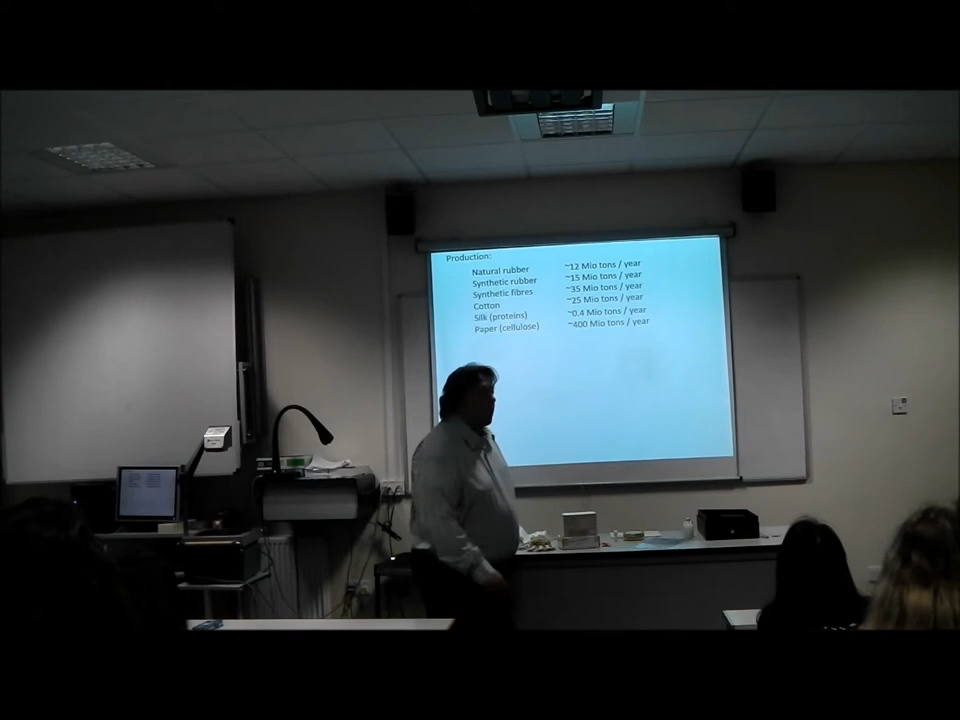 Production:
Natural rubber ~12 Mio tons / year
Synthetic rubber ~15 Mio tons / year
Synthetic fibres ~35 Mio tons / year
Cotton ~25 Mio tons / year
Silk (proteins) ~0.4 Mio tons / year
Paper (cellulose) ~400 Mio tons / year